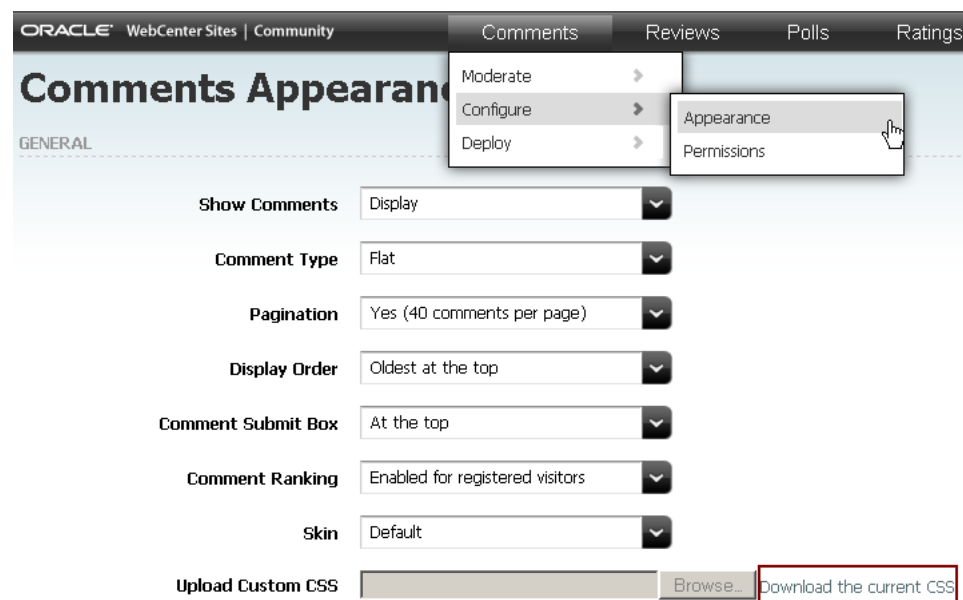 ORACLE WebCenter Sites | Community Comments Reviews Polls Ratings
Comments Appearan
Moderate
Configure
Appearance
GENERAL
Deploy
Permissions
Show Comments Display
Comment Type Flat
Pagination Yes (40 comments per page)
Display Order Oldest at the top
Comment Submit Box At the top
Comment Ranking Enabled for registered visitors
Skin Default
Upload Custom CSS Browse... Download the current CSS